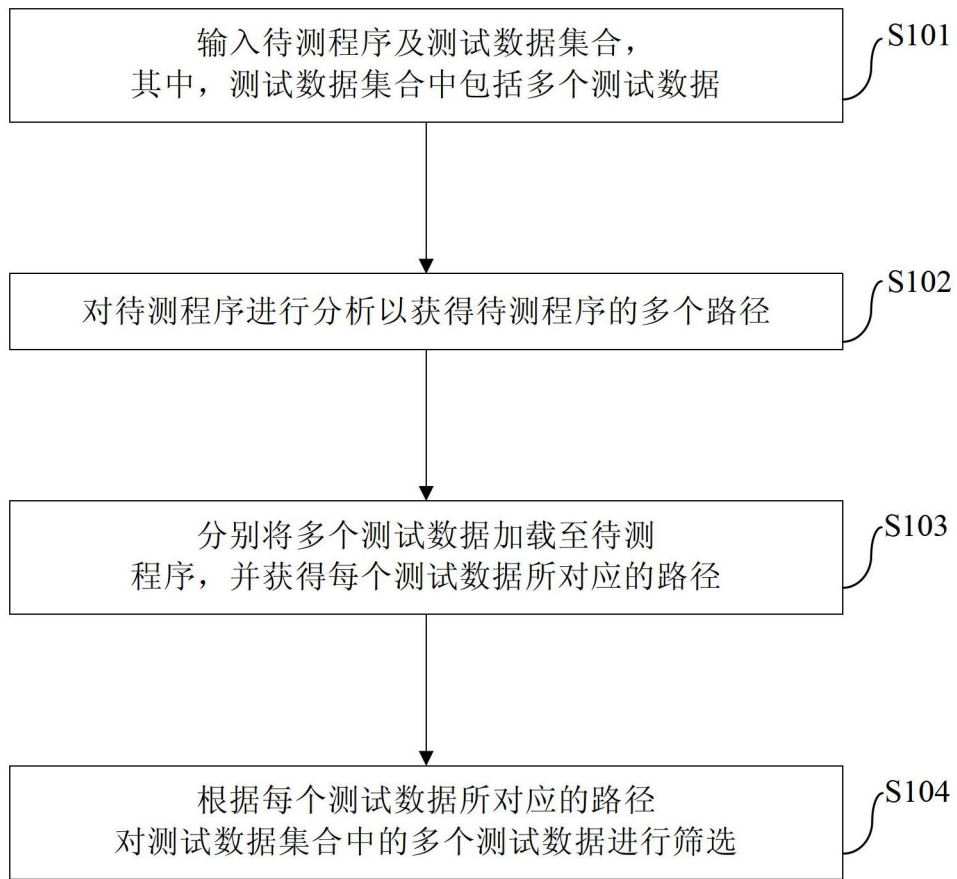 输入待测程序及测试数据集合,
其中,测试数据集合中包括多个测试数据
S101
对待测程序进行分析以获得待测程序的多个路径
S102
分别将多个测试数据加载至待测
程序,并获得每个测试数据所对应的路径
S103
根据每个测试数据所对应的路径
对测试数据集合中的多个测试数据进行筛选
S104